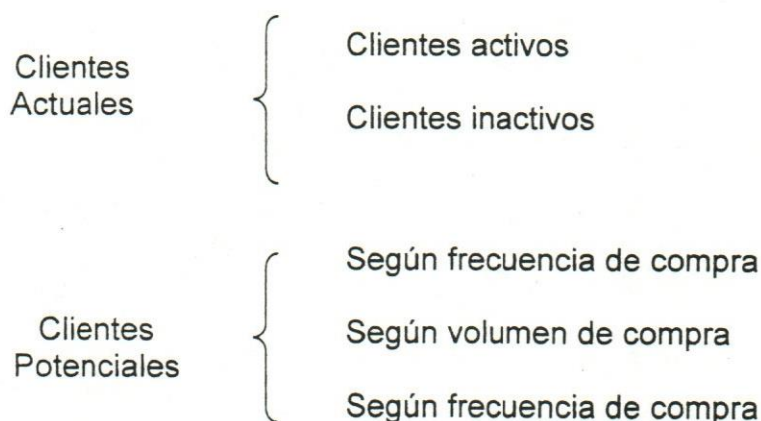 Clientes
Actuales
Clientes activos
Clientes inactivos
Clientes
Potenciales
Según frecuencia de compra
Según volumen de compra
Según frecuencia de compra